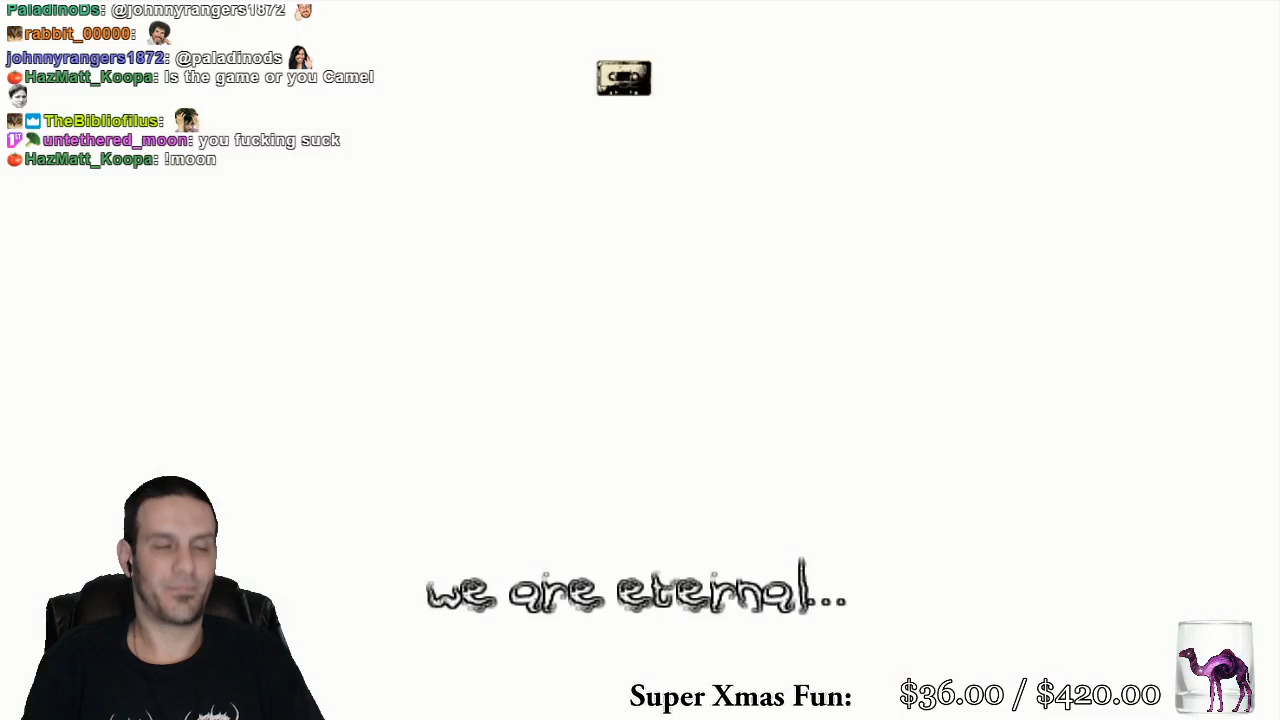 PaladinoDs: @johnnyrangers1872
rabbit_00000:
johnnyrangers1872: @paladinods
HazMatt_Koopa: Is the game or you Camel
TheBibliofilus:
untethered_moon: you fucking suck
HazMatt_Koopa: !moon
we are eternal...
Super Xmas Fun: $36.00 / $420.00